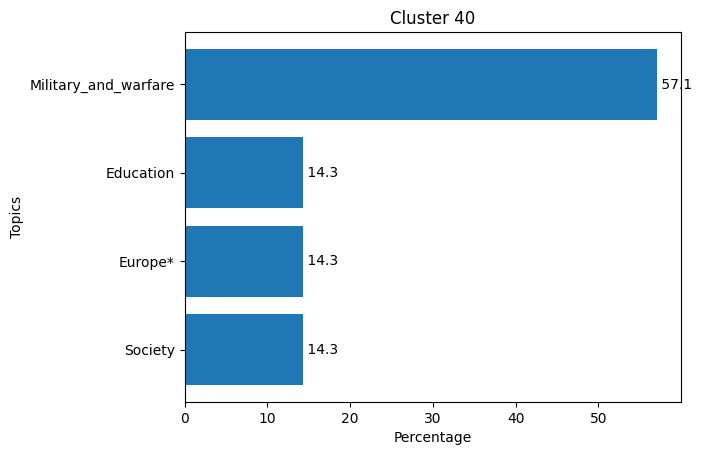 Cluster 40
Military_and_warfare
57.1
Education
14.3
Europe*
14.3
Society
14.3
Topics
0 10 20 30 40 50
Percentage